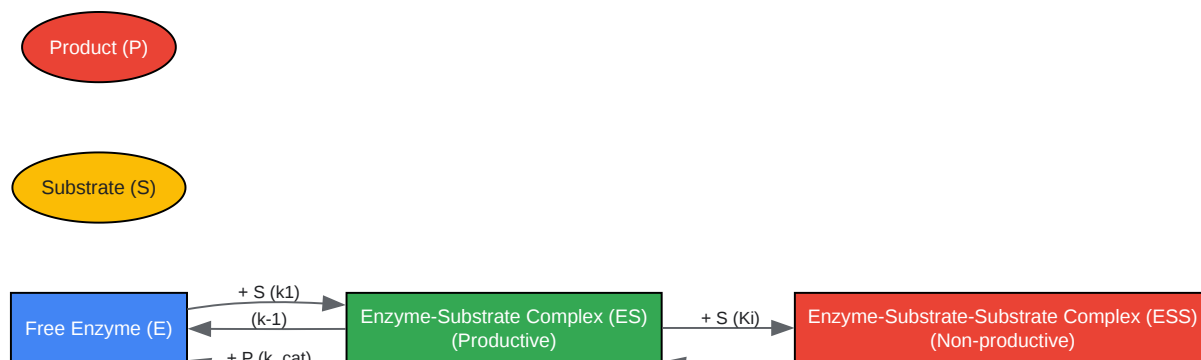 Product (P)
Substrate (S)
+ S (k1)
Free Enzyme (E)
(k-1)
+ P (k_cat)
Enzyme-Substrate Complex (ES)
(Productive)
+ S (Ki)
Enzyme-Substrate-Substrate Complex (ESS)
(Non-productive)